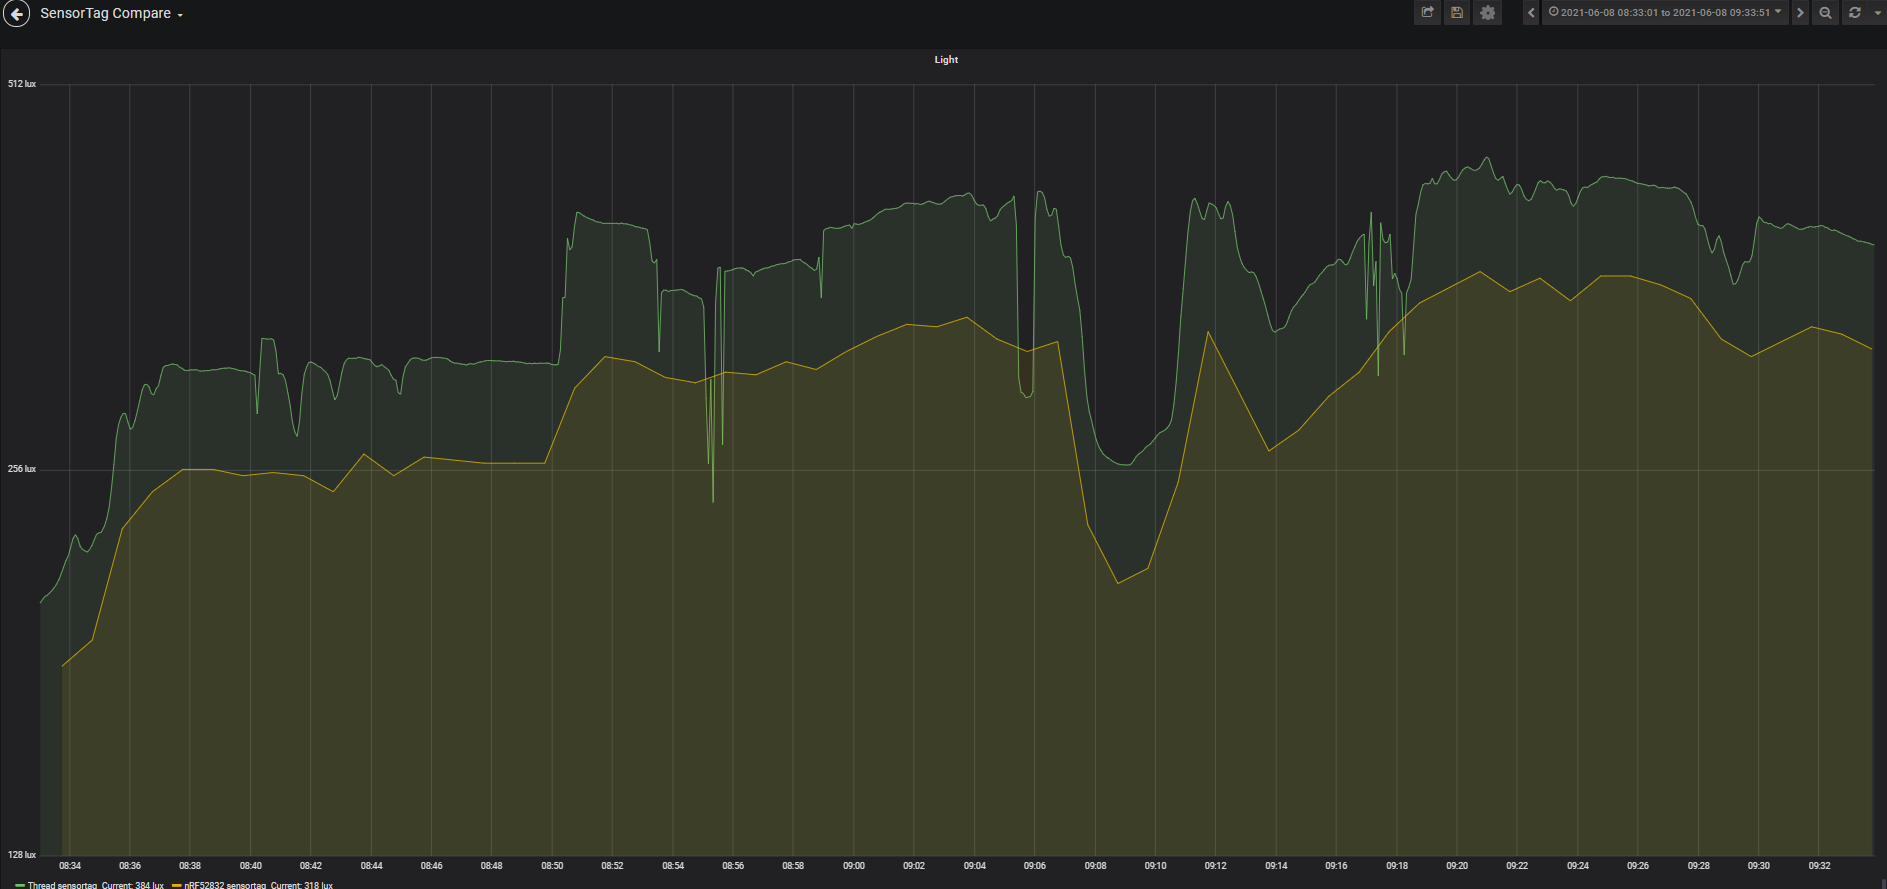 SensorTag Compare
2021-06-08 08:33:01 to 2021-06-08 09:33:51
Light
512 lux
256 lux
128 lux
08:34 08:36 08:38 08:40 08:42 08:44 08:46 08:48 08:50 08:52 08:54 08:56 08:58 09:00 09:02 09:04 09:06 09:08 09:10 09:12 09:14 09:16 09:18 09:20 09:22 09:24 09:26 09:28 09:30 09:32
Thread sensortag Current: 384 lux nRF52832 sensortag Current: 318 lux